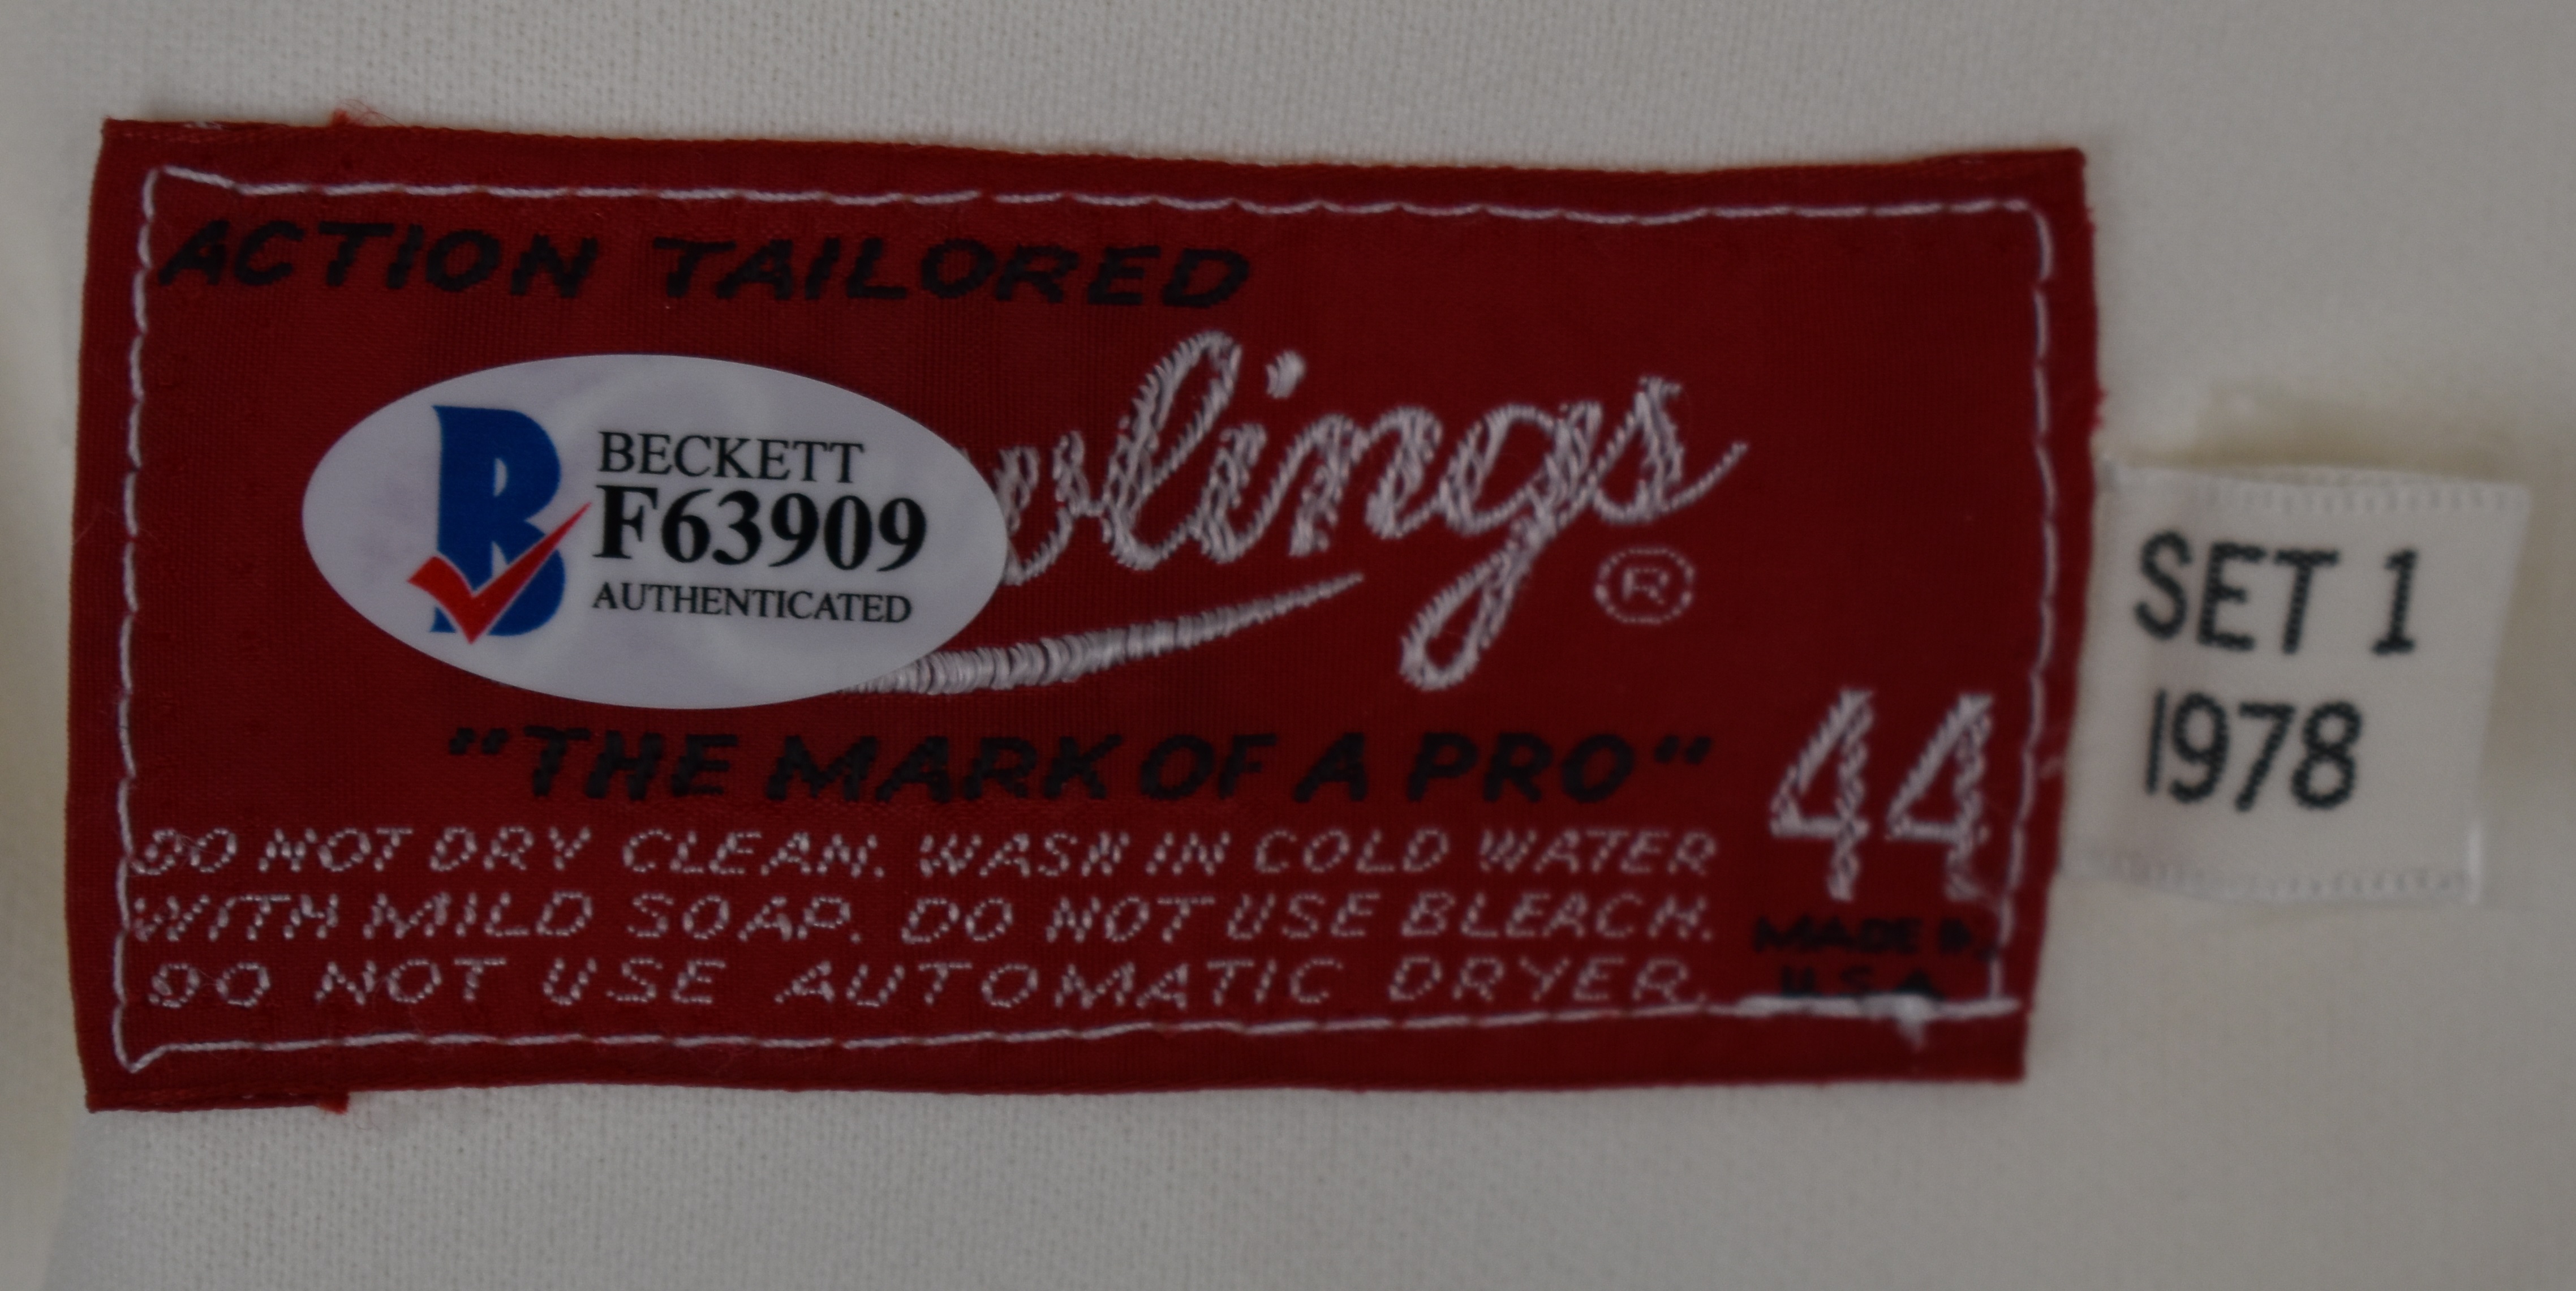 ACTION TAILORED
BECKETT
F63909
AUTHENTICATED
wlings
®
"THE MARK OF A PRO"
44
DO NOT DRY CLEAN. WASH IN COLD WATER
WITH MILD SOAP. DO NOT USE BLEACH.
DO NOT USE AUTOMATIC DRYER.
MADE IN
U.S.A.
SET 1
1978